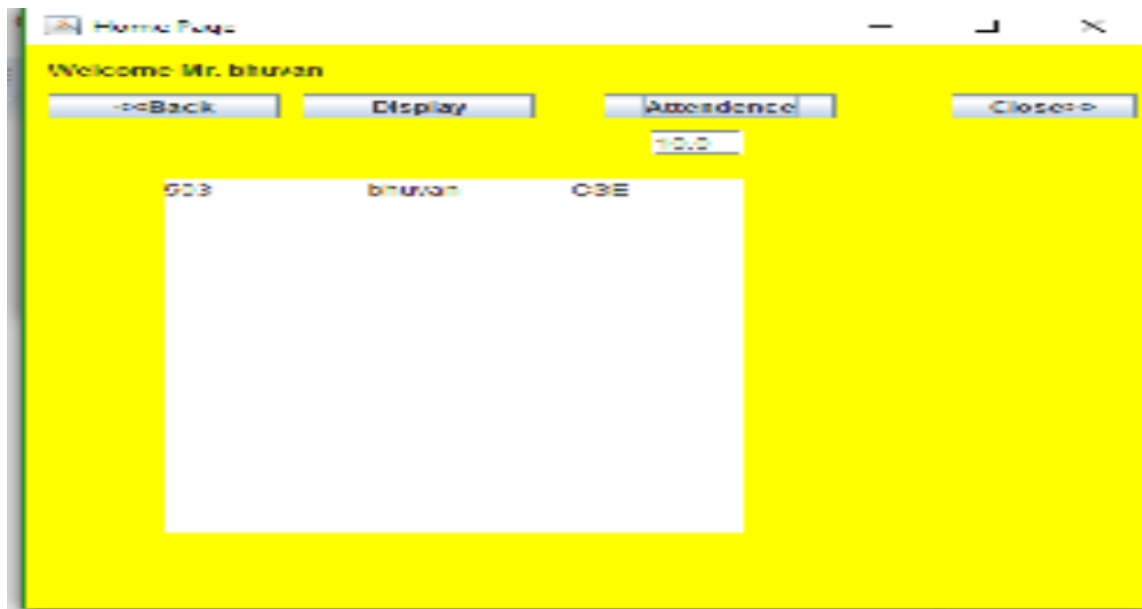 Home Page
Welcome Mr. bhuvan
<<Back Display Attendence Close>>
10.0
503 bhuvan CSE